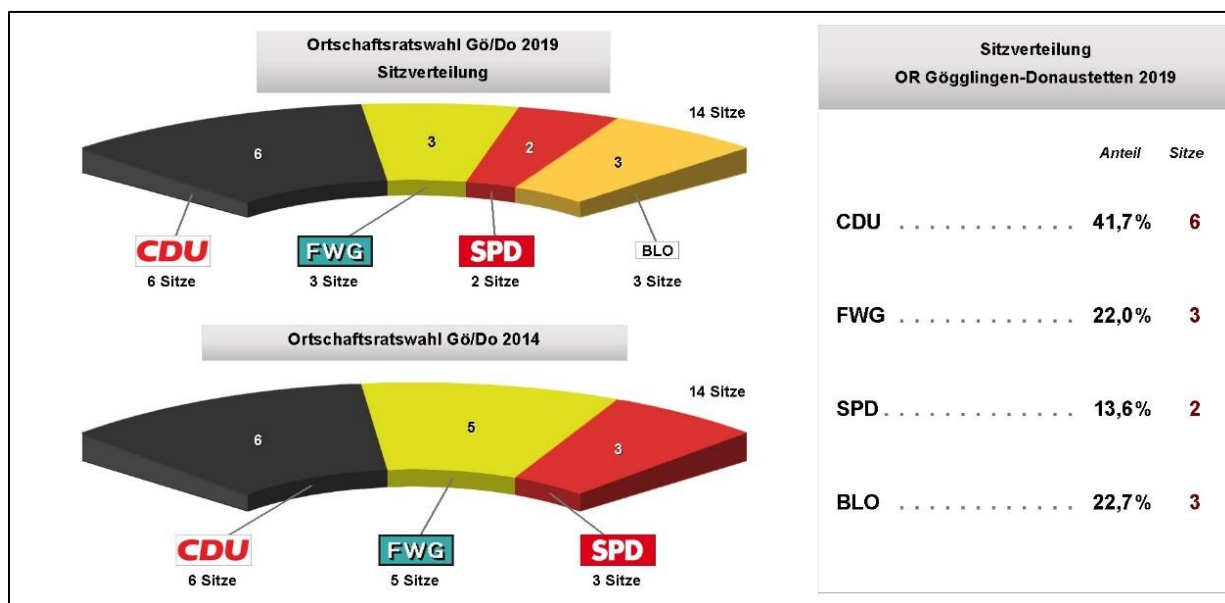 Ortschaftsratswahl Gö/Do 2019
Sitzverteilung
14 Sitze
6
3
2
3
CDU
FWG
SPD
BLO
6 Sitze
3 Sitze
2 Sitze
3 Sitze
Ortschaftsratswahl Gö/Do 2014
14 Sitze
6
5
3
CDU
FWG
SPD
6 Sitze
5 Sitze
3 Sitze
Sitzverteilung
OR Gögglingen-Donaustetten 2019
Anteil Sitze
CDU . . . . . . . . . . . . 41,7% 6
FWG . . . . . . . . . . . . 22,0% 3
SPD . . . . . . . . . . . . . 13,6% 2
BLO . . . . . . . . . . . . 22,7% 3